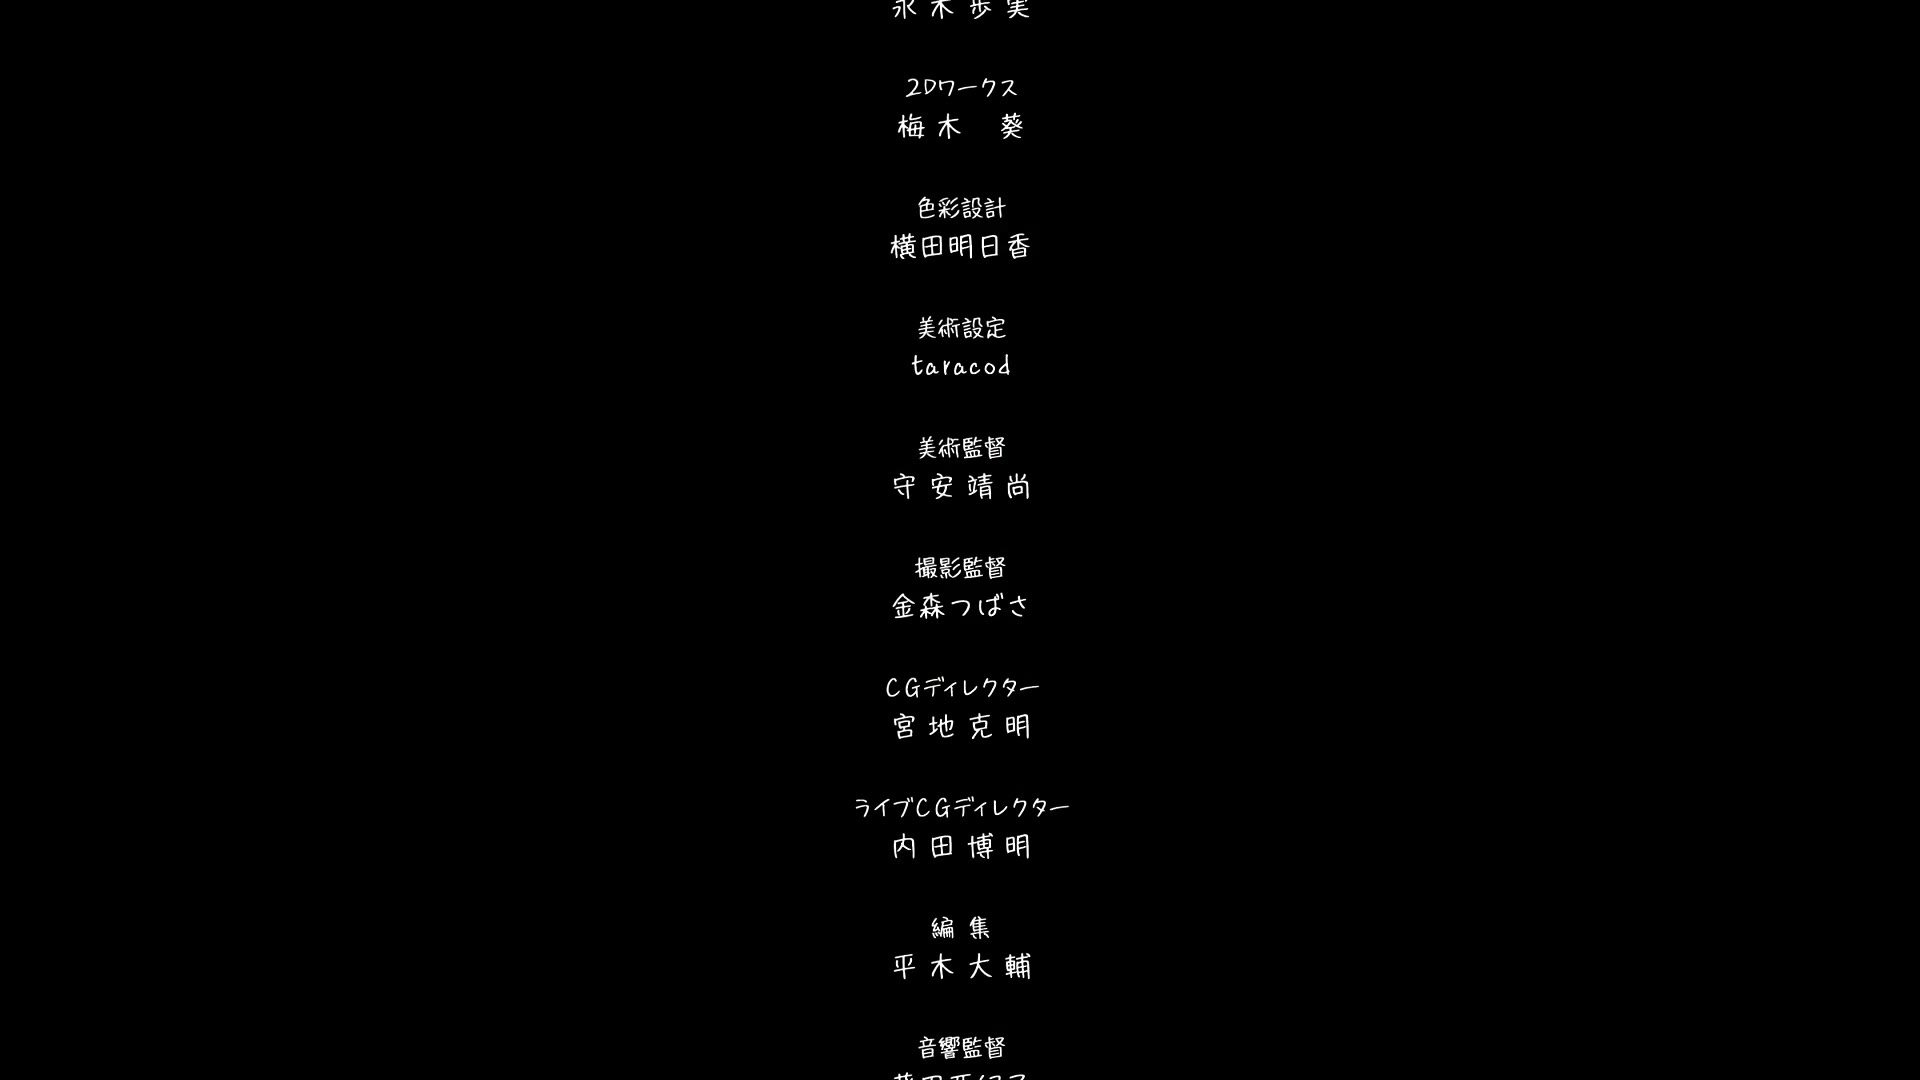 永木歩実
2Dワークス
梅木 葵
色彩設計
横田明日香
美術設定
taracod
美術監督
守安靖尚
撮影監督
金森つばさ
CGディレクター
宮地克明
ライブCGディレクター
内田博明
編集
平木大輔
音響監督